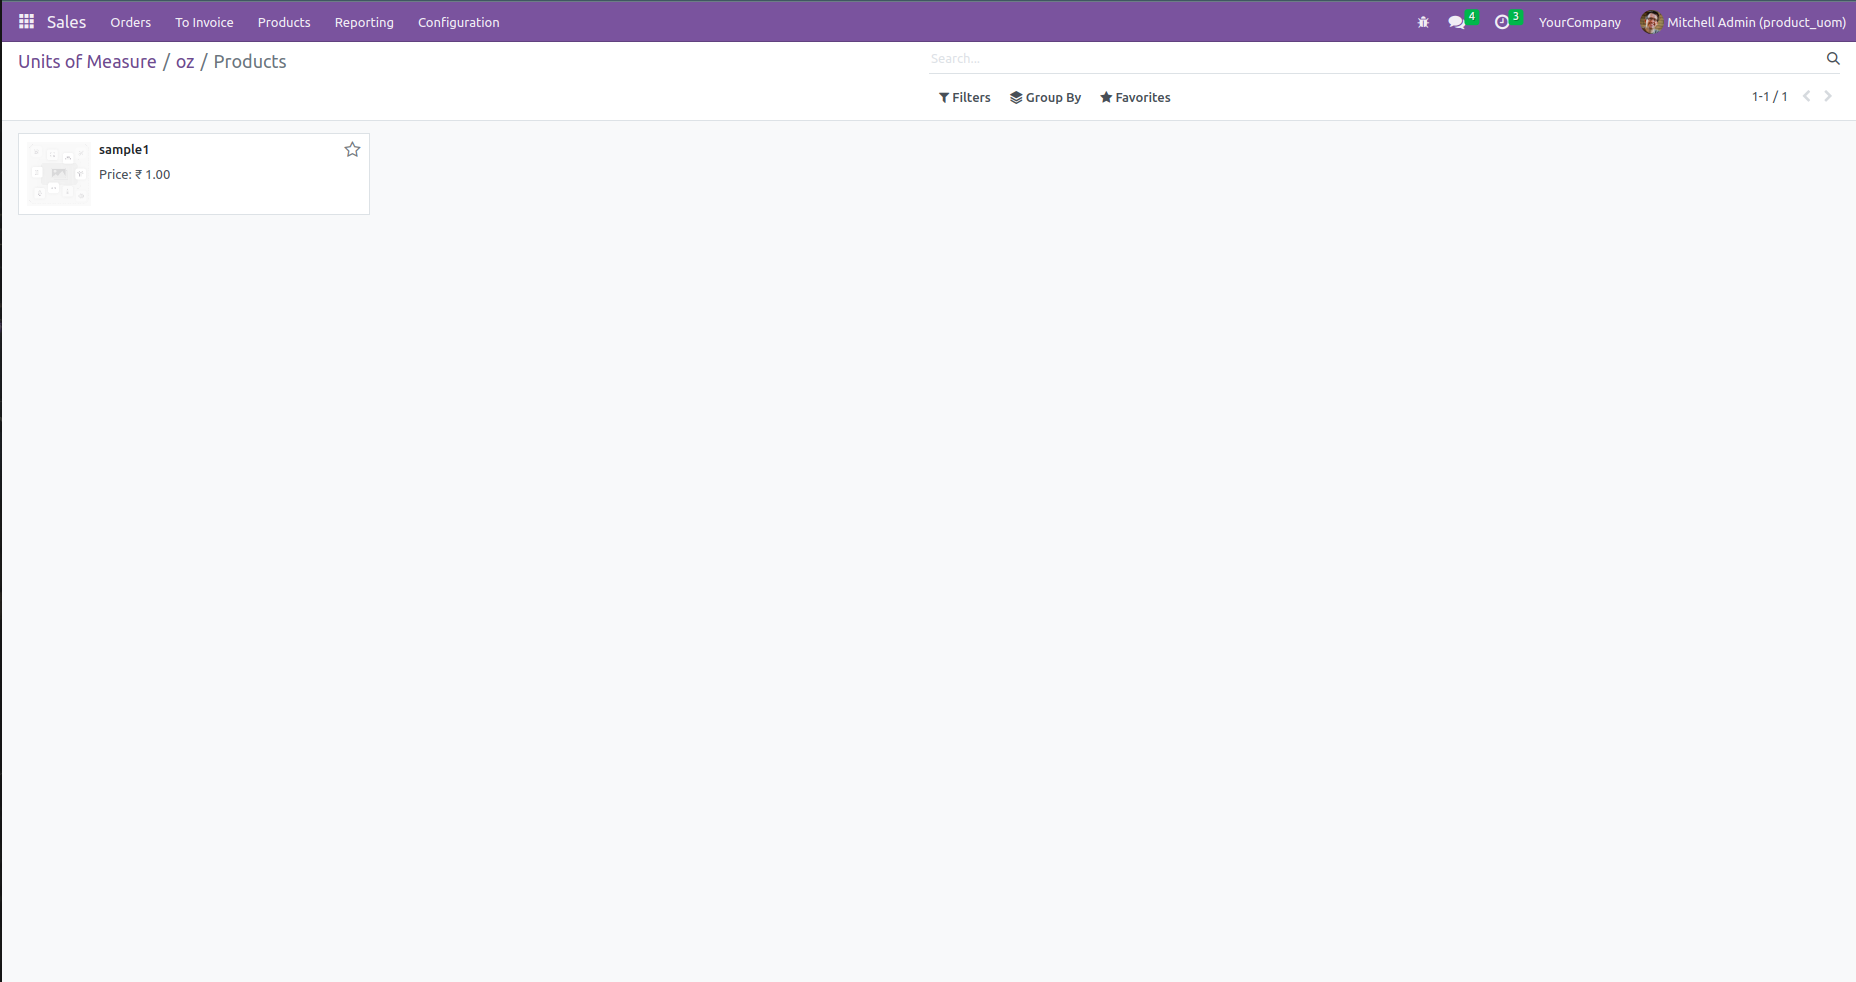 Sales Orders To Invoice Products Reporting Configuration 4 3 YourCompany Mitchell Admin (product_uom)
Units of Measure / oz / Products
Search...
Filters Group By Favorites 1-1 / 1
sample1
Price: ₹ 1.00